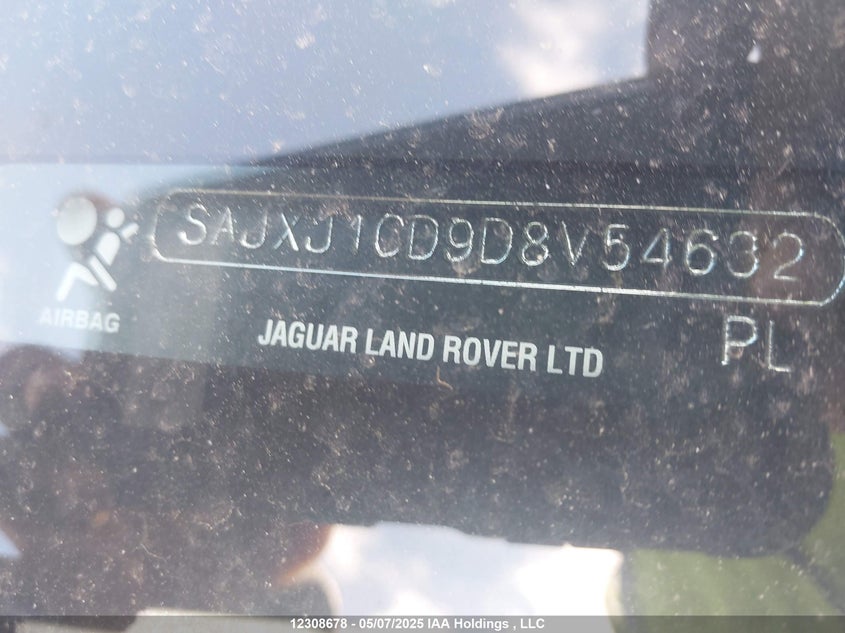 SAJXJ1CD9D8V54632
AIRBAG
JAGUAR LAND ROVER LTD
PL
12308678 - 05/07/2025 IAA Holdings , LLC